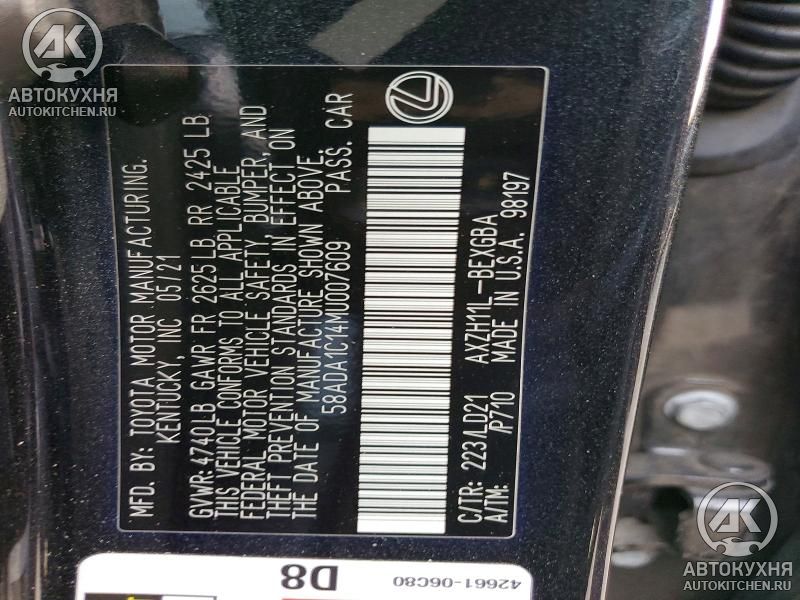 MFD. BY: TOYOTA MOTOR MANUFACTURING.
KENTUCKY, INC 05/21
GVWR: 4740LB GAWR FR 2625LB RR 2425 LB
THIS VEHICLE CONFORMS TO ALL APPLICABLE
FEDERAL MOTOR VEHICLE SAFETY, BUMPER, AND
THEFT PREVENTION STANDARDS IN EFFECT ON
THE DATE OF MANUFACTURE SHOWN ABOVE.
58ADA1C14MU007609 PASS. CAR
C/TR: 223/LD21 AXZH11L-BEXGBA
A/TM: /P710 MADE IN U.S.A. 98197
D8
42661-06C80
AK
АВТОКУХНЯ
AUTOKITCHEN.RU
AK
АВТОКУХНЯ
AUTOKITCHEN.RU